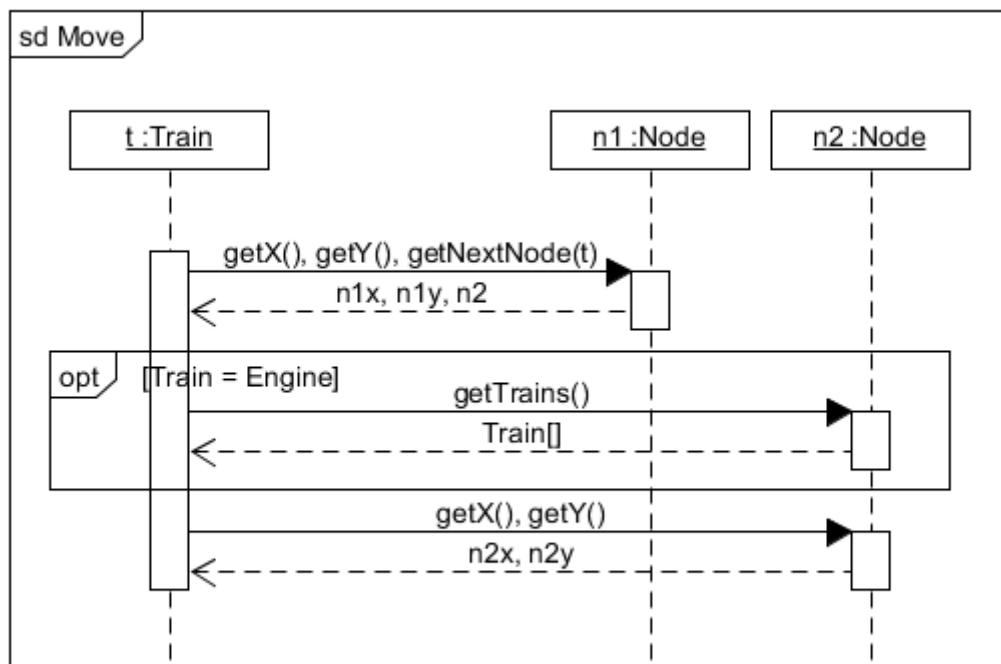 sd Move
t :Train
n1 :Node
n2 :Node
getX(), getY(), getNextNode(t)
n1x, n1y, n2
opt
[Train = Engine]
getTrains()
Train[]
getX(), getY()
n2x, n2y